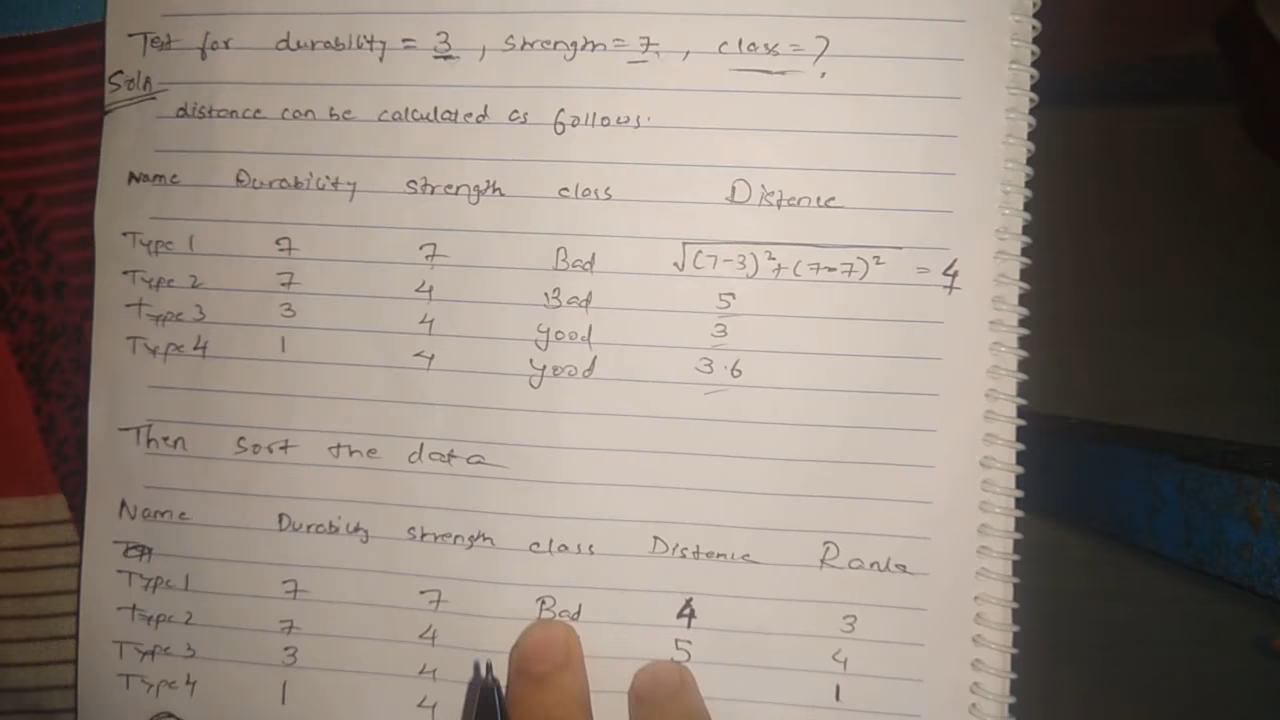 Test for durability = 3, strength = 7, class = ?
Soln
distance can be calculated as follows.
Name Durability strength class Distence
Type 1 7 7 Bad √(7-3)²+(7-7)² = 4
Type 2 7 4 Bad 5
Type 3 3 4 good 3
Type 4 1 4 good 3.6
Then sort the data
Name Durability strength class Distence Rank
Type 1 7 7 Bad 4 3
Type 2 7 4 5 4
Type 3 3 4 1
Type 4 1 4